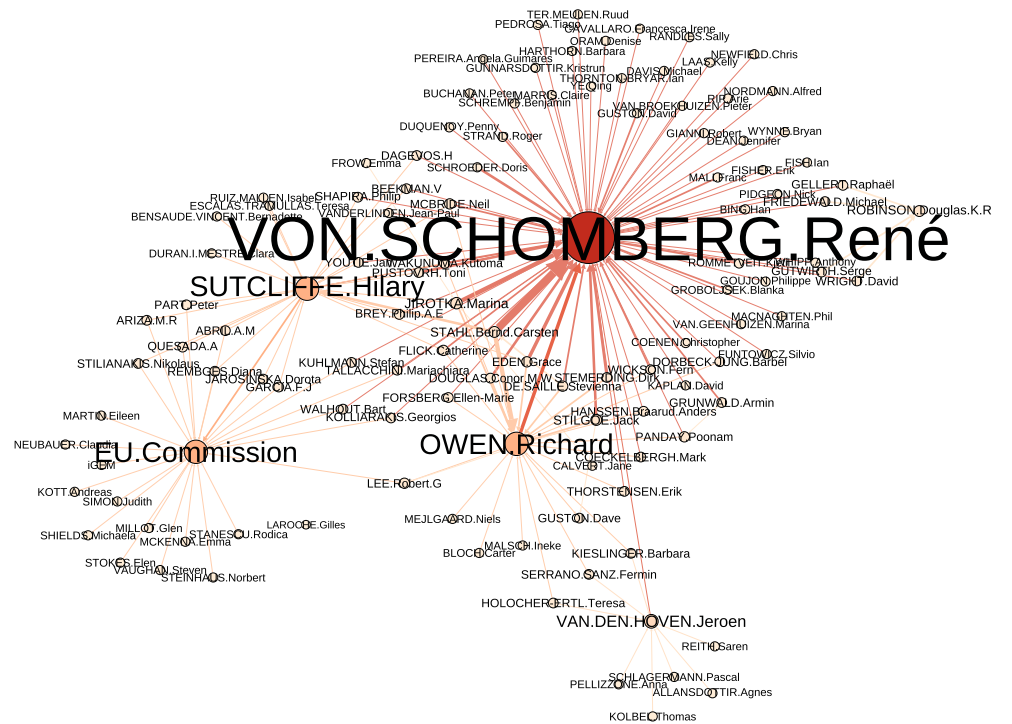 TER.MEULEN.Ruud
PEDROSA.Tiago
CAVALLARO.Francesca.Irene
RANDLES.Sally
ORAM.Denise
HARTHORN.Barbara
NEWFIELD.Chris
PEREIRA.Angela.Guimares
LAAS.Kelly
GUNNARSDOTTIR.Kristrun
DAVIS.Michael
THORNTON.BRYAR.Ian
YE.Qing
BUCHANAN.Peter
MARRIS.Claire
NORDMANN.Alfred
RIP.Arie
SCHREMPF.Benjamin
VAN.BROEKHUIZEN.Pieter
GUSTON.David
DUQUENOY.Penny
STRAND.Roger
GIANNI.Robert
WYNNE.Bryan
DEAN.Jennifer
DAGEVOS.H
FROW.Emma
SCHROEDER.Doris
FISH.Ian
FISHER.Erik
MALI.Franc
GELLERT.Raphaël
BEEKMAN.V
RUIZ.MALLEN.Isabel
SHAPIRA.Philip
PIDGEON.Nick
FRIEDEWALD.Michael
ESCALAS.TRAMULLAS.Teresa
MCBRIDE.Neil
BING.Han
ROBINSON.Douglas.K.R
BENSAUDE.VINCENT.Bernadette
VANDERLINDEN.Jean-Paul
VON.SCHOMBERG.René
DURAN.I.MESTRE.Clara
YOUTIE.Jan
WAKUNUMA.Kutoma
PUSTOVRH.Toni
WHIPP.Anthony
GUTWIRTH.Serge
GOUJON.Philippe
WRIGHT.David
SUTCLIFFE.Hilary
GROBOLJSEK.Blanka
PART.Peter
JIROTKA.Marina
BREY.Philip.A.E
ARIZA.M.R
MACNAGHTEN.Phil
VAN.GEENHUIZEN.Marina
ABRIL.A.M
STAHL.Bernd.Carsten
QUESADA.A
COENEN.Christopher
FLICK.Catherine
FUNTOWICZ.Silvio
STILIANAKIS.Nikolaus
KUHLMANN.Stefan
EDEN.Grace
DORBECK-JUNG.Barbel
REMBGES.Diana
TALLACCHINI.Mariachiara
WICKSON.Fern
JAROSINSKA.Dorota
DOUGLAS.Conor.M.W
STEMERDING.Dirk
GARCIA.F.J
DE.SAILLE.Stevienna
KAPLAN.David
FORSBERG.Ellen-Marie
GRUNWALD.Armin
WALHOUT.Bart
HANSSEN.Braarud.Anders
MARTIN.Eileen
KOLLIARAKIS.Georgios
STILGOE.Jack
NEUBAUER.Claudia
OWEN.Richard
PANDAY.Poonam
EU.Commission
COECKELBERGH.Mark
iGEM
CALVERT.Jane
LEE.Robert.G
KOTT.Andreas
THORSTENSEN.Erik
SIMON.Judith
MEJLGAARD.Niels
GUSTON.Dave
LAROCHE.Gilles
MILLOT.Glen
SHIELDS.Michaela
STANESCU.Rodica
MCKENNA.Emma
MALSCH.Ineke
BLOCH.Carter
KIESLINGER.Barbara
STOKES.Elen
VAUGHAN.Steven
STEINHAUS.Norbert
SERRANO.SANZ.Fermin
HOLOCHER-ERTL.Teresa
VAN.DEN.HOVEN.Jeroen
REITH.Saren
SCHLAGERMANN.Pascal
PELLIZZONE.Anna
ALLANSDOTTIR.Agnes
KOLBEL.Thomas